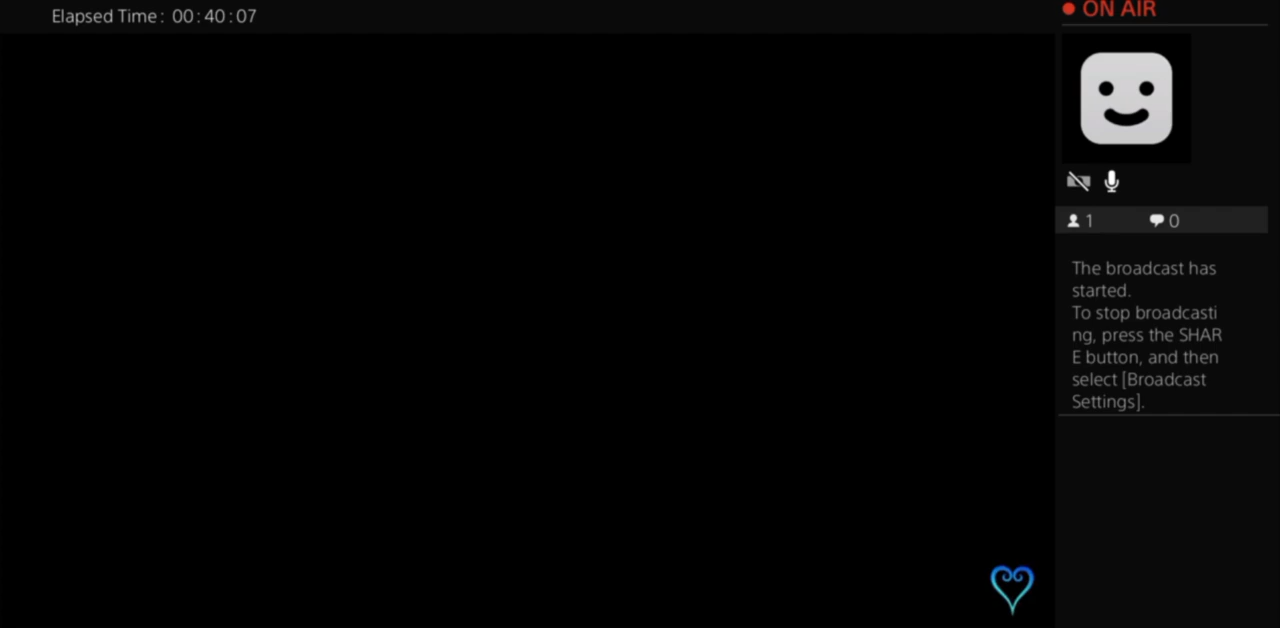 Elapsed Time: 00:40:07
ON AIR
1 0
The broadcast has
started.
To stop broadcasti
ng, press the SHAR
E button, and then
select [Broadcast
Settings].